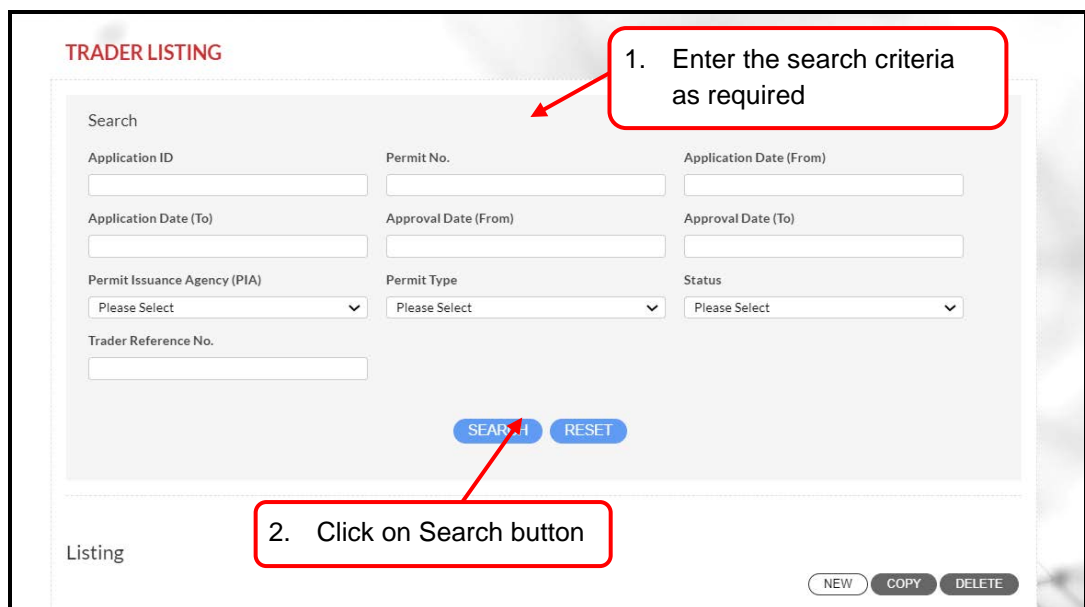 TRADER LISTING
1. Enter the search criteria
as required
Search
Application ID
Permit No.
Application Date (From)
Application Date (To)
Approval Date (From)
Approval Date (To)
Permit Issuance Agency (PIA)
Permit Type
Status
Please Select
Please Select
Please Select
Trader Reference No.
SEARCH
RESET
2. Click on Search button
Listing
NEW
COPY
DELETE